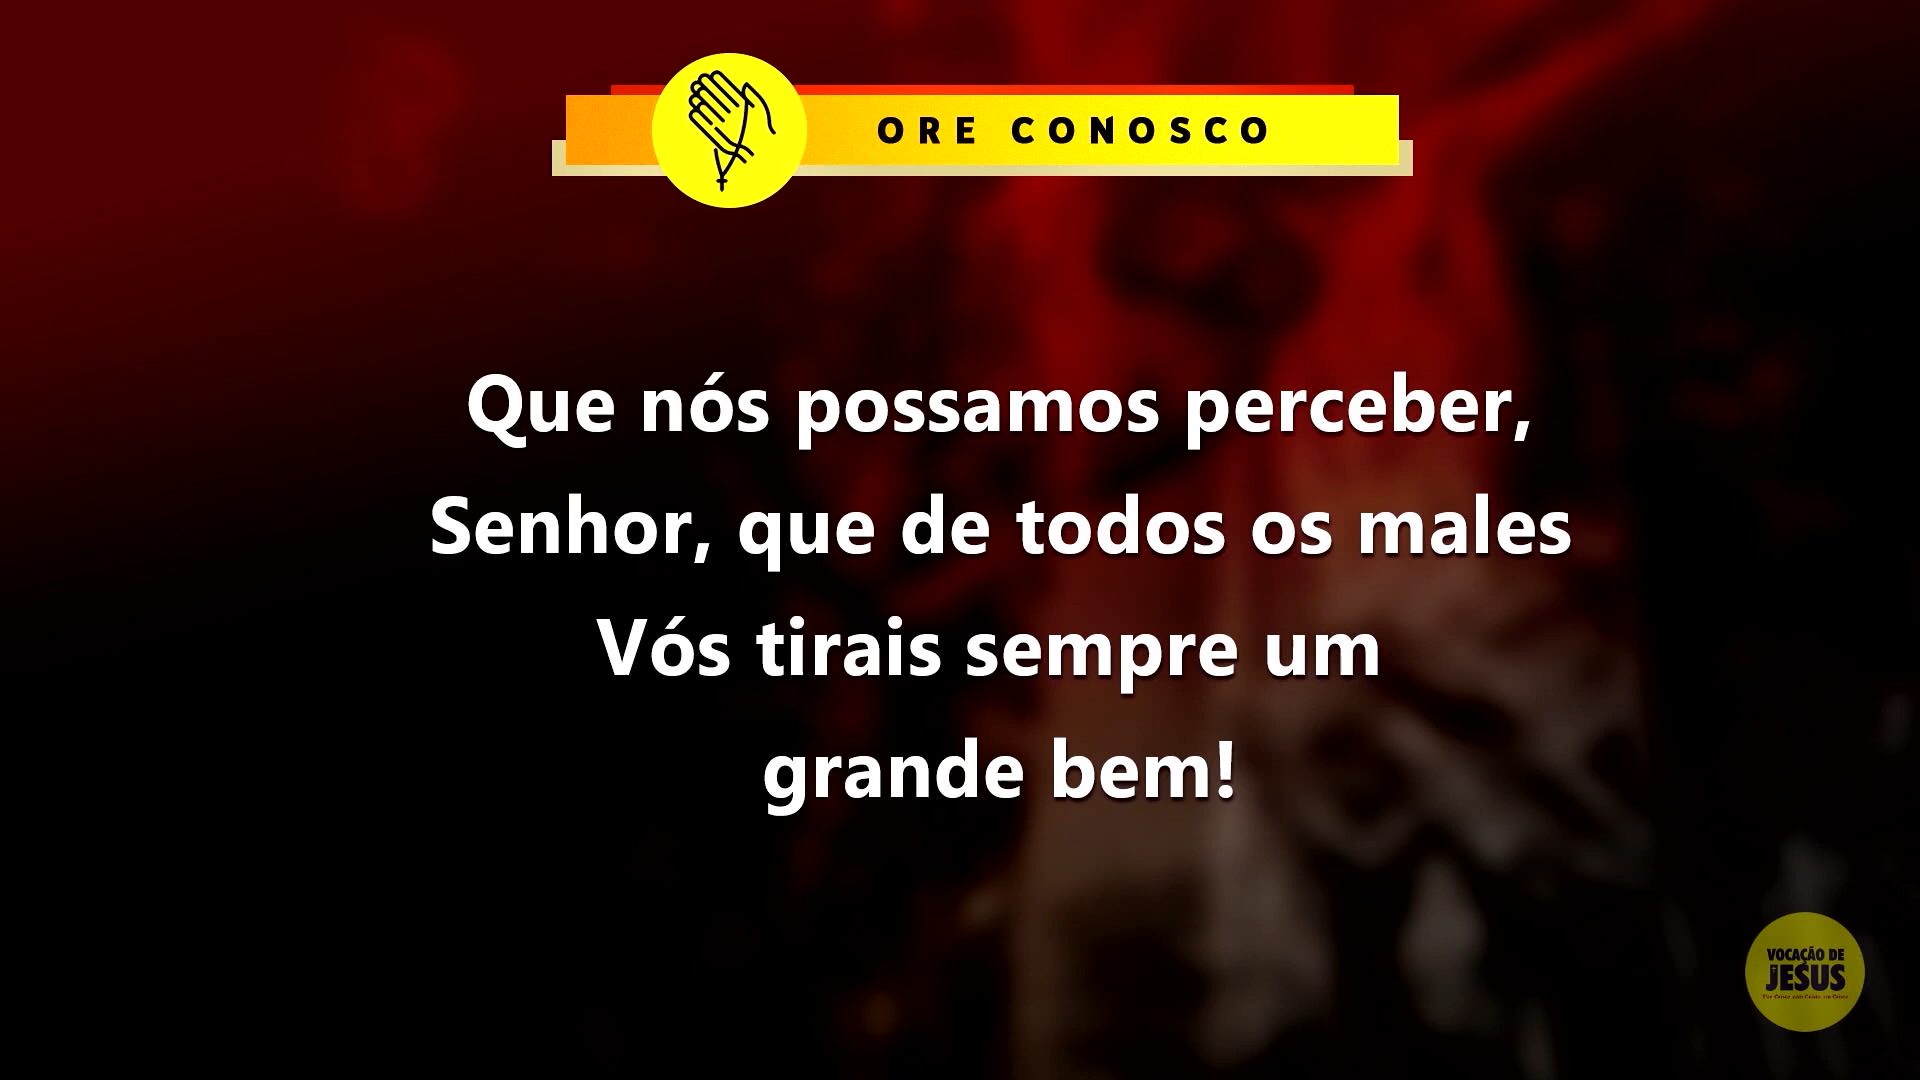 ORE CONOSCO
Que nós possamos perceber,
Senhor, que de todos os males
Vós tirais sempre um
grande bem!
VOCAÇÃO DE
JESUS